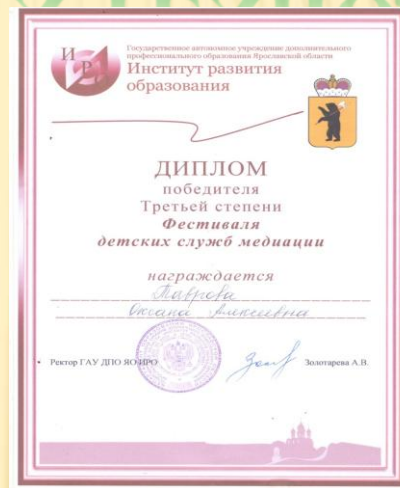 И
Р
Государственное автономное учреждение дополнительного
профессионального образования Ярославской области
Институт развития
образования
ДИПЛОМ
победителя
Третьей степени
Фестиваля
детских служб медиации
награждается
Таврова
Оксана Алексеевна
Ректор ГАУ ДПО ЯО ИРО
Золотарева А.В.